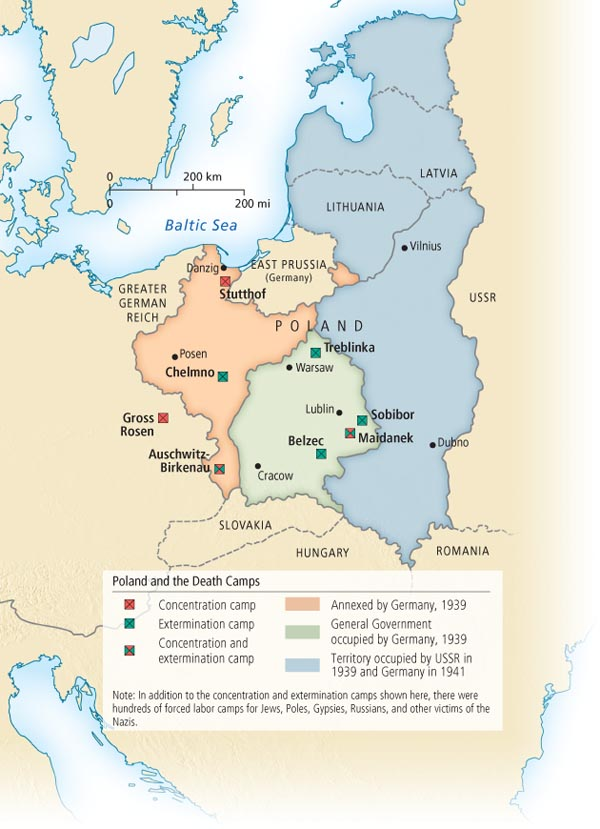 LATVIA
0 200 km
0 200 mi
LITHUANIA
Baltic Sea
Vilnius
Danzig
EAST PRUSSIA
(Germany)
GREATER
GERMAN
REICH
Stutthof
USSR
POLAND
Posen
Treblinka
Chelmno
Warsaw
Lublin
Sobibor
Gross
Rosen
Maidanek
Belzec
Dubno
Auschwitz-
Birkenau
Cracow
SLOVAKIA
HUNGARY
ROMANIA
Poland and the Death Camps
Concentration camp
Extermination camp
Concentration and
extermination camp
Annexed by Germany, 1939
General Government
occupied by Germany, 1939
Territory occupied by USSR in
1939 and Germany in 1941
Note: In addition to the concentration and extermination camps shown here, there were
hundreds of forced labor camps for Jews, Poles, Gypsies, Russians, and other victims of the
Nazis.